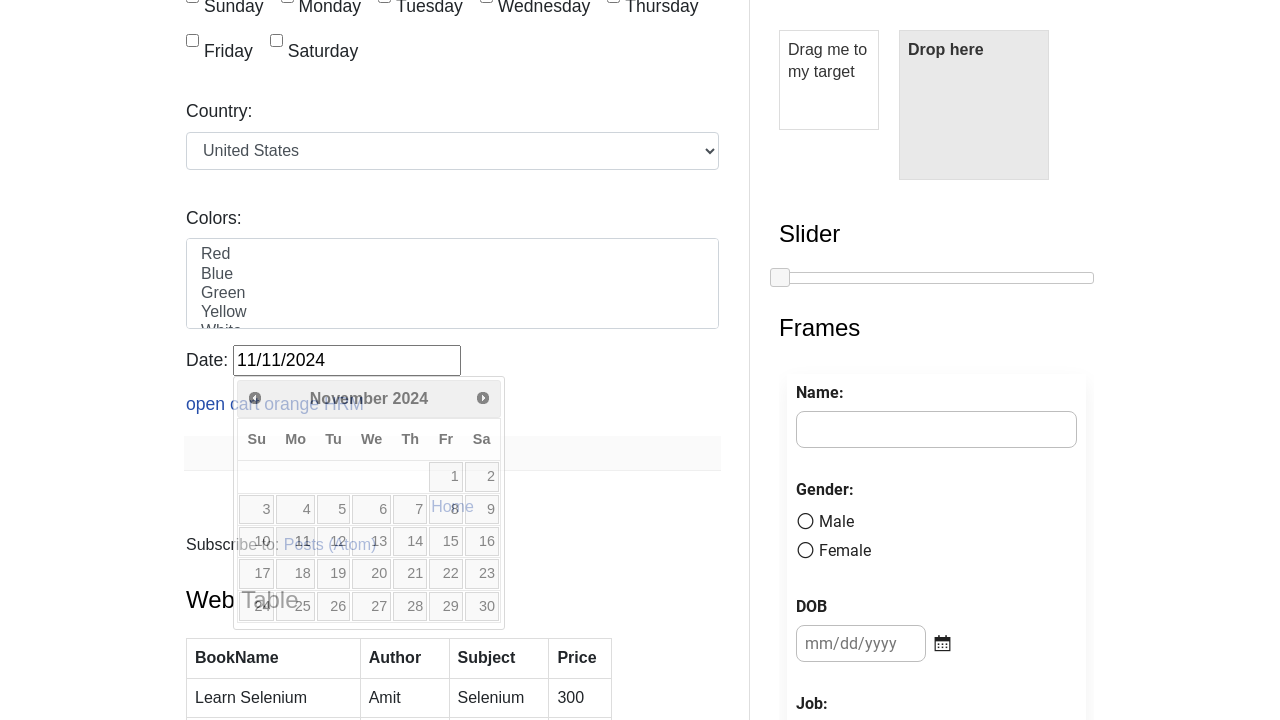 Sunday Monday Tuesday Wednesday Thursday
Friday Saturday
Country:
United States
Colors:
Red
Blue
Green
Yellow
White
Date: 11/11/2024
open cart orange HRM
November 2024
Su Mo Tu We Th Fr Sa
1 2
3 4 5 6 7 8 9
10 11 12 13 14 15 16
17 18 19 20 21 22 23
24 25 26 27 28 29 30
Home
Subscribe to: Posts (Atom)
Web Table
BookName Author Subject Price
Learn Selenium Amit Selenium 300
Drag me to
my target
Drop here
Slider
Frames
Name:
Gender:
Male
Female
DOB
mm/dd/yyyy
Job: